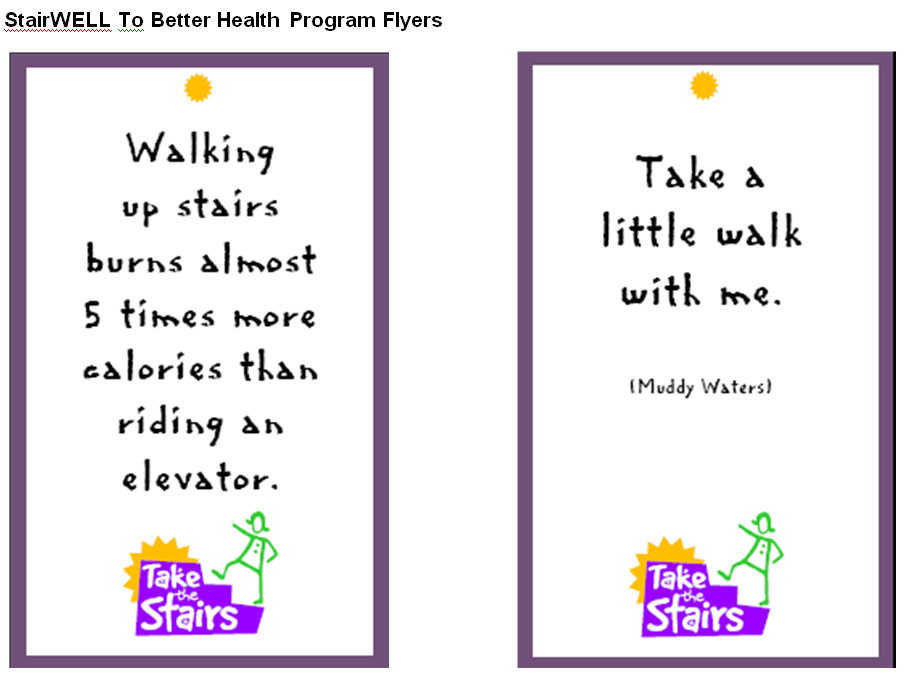 StairWELL To Better Health Program Flyers
Walking
up stairs
burns almost
5 times more
calories than
riding an
elevator.
Take
the
Stairs
Take a
little walk
with me.
(Muddy Waters)
Take
the
Stairs